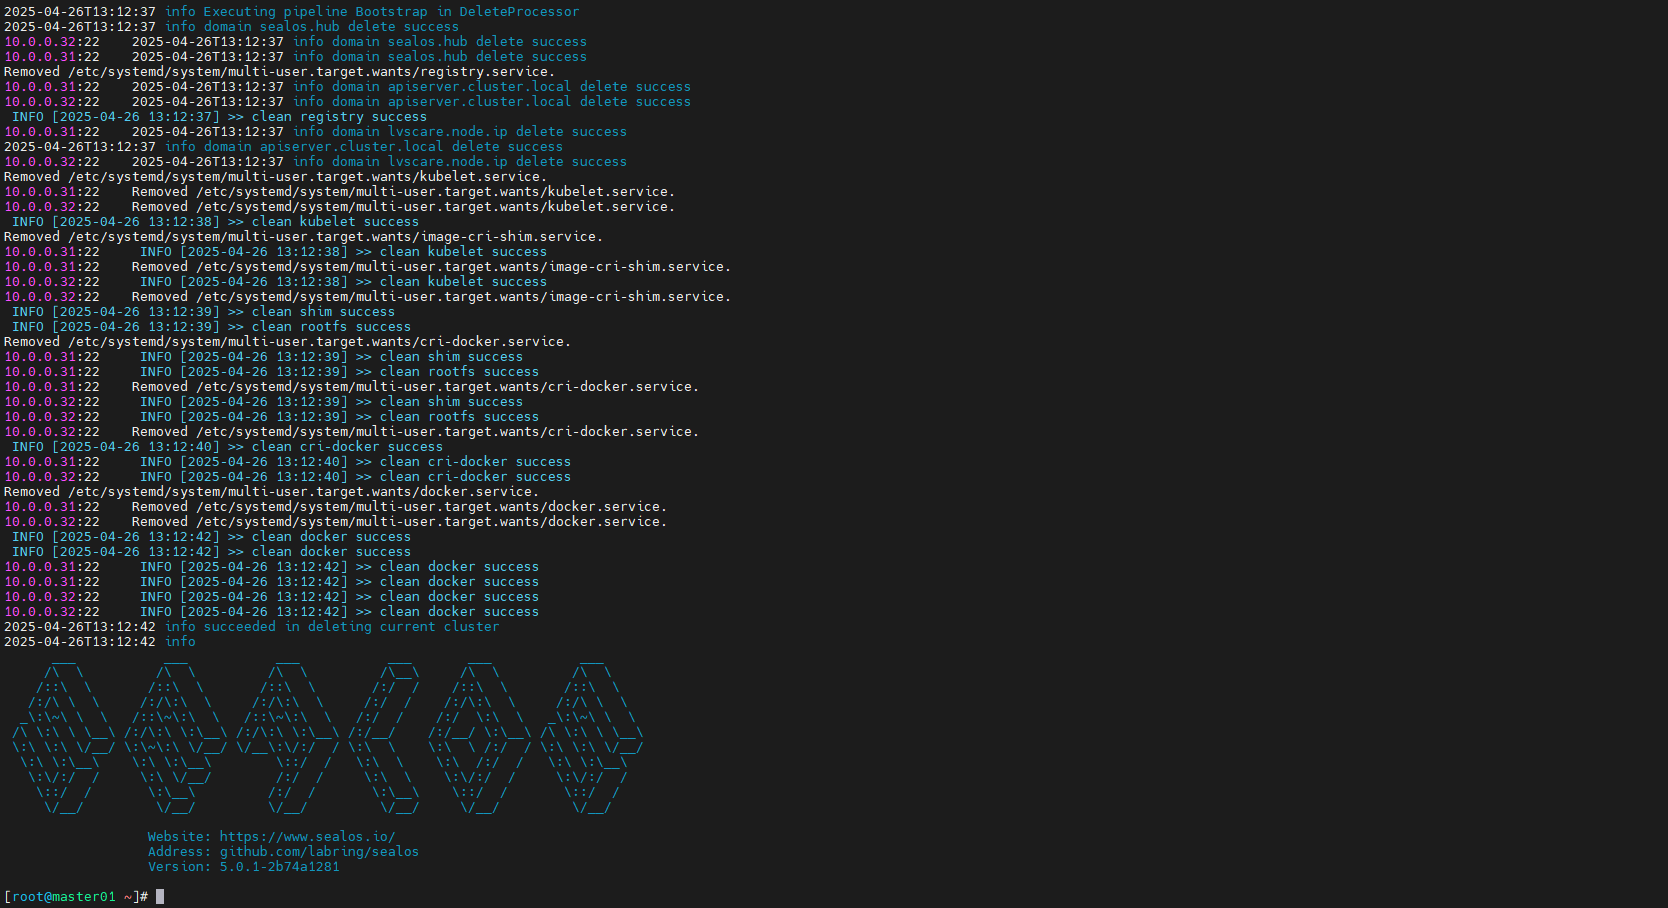 2025-04-26T13:12:37 info Executing pipeline Bootstrap in DeleteProcessor
2025-04-26T13:12:37 info domain sealos.hub delete success
10.0.0.32:22    2025-04-26T13:12:37 info domain sealos.hub delete success
10.0.0.31:22    2025-04-26T13:12:37 info domain sealos.hub delete success
Removed /etc/systemd/system/multi-user.target.wants/registry.service.
10.0.0.31:22    2025-04-26T13:12:37 info domain apiserver.cluster.local delete success
10.0.0.32:22    2025-04-26T13:12:37 info domain apiserver.cluster.local delete success
 INFO [2025-04-26 13:12:37] >> clean registry success
10.0.0.31:22    2025-04-26T13:12:37 info domain lvscare.node.ip delete success
2025-04-26T13:12:37 info domain apiserver.cluster.local delete success
10.0.0.32:22    2025-04-26T13:12:37 info domain lvscare.node.ip delete success
Removed /etc/systemd/system/multi-user.target.wants/kubelet.service.
10.0.0.31:22    Removed /etc/systemd/system/multi-user.target.wants/kubelet.service.
10.0.0.32:22    Removed /etc/systemd/system/multi-user.target.wants/kubelet.service.
 INFO [2025-04-26 13:12:38] >> clean kubelet success
Removed /etc/systemd/system/multi-user.target.wants/image-cri-shim.service.
10.0.0.31:22     INFO [2025-04-26 13:12:38] >> clean kubelet success
10.0.0.31:22    Removed /etc/systemd/system/multi-user.target.wants/image-cri-shim.service.
10.0.0.32:22     INFO [2025-04-26 13:12:38] >> clean kubelet success
10.0.0.32:22    Removed /etc/systemd/system/multi-user.target.wants/image-cri-shim.service.
 INFO [2025-04-26 13:12:39] >> clean shim success
 INFO [2025-04-26 13:12:39] >> clean rootfs success
Removed /etc/systemd/system/multi-user.target.wants/cri-docker.service.
10.0.0.31:22     INFO [2025-04-26 13:12:39] >> clean shim success
10.0.0.31:22     INFO [2025-04-26 13:12:39] >> clean rootfs success
10.0.0.31:22    Removed /etc/systemd/system/multi-user.target.wants/cri-docker.service.
10.0.0.32:22     INFO [2025-04-26 13:12:39] >> clean shim success
10.0.0.32:22     INFO [2025-04-26 13:12:39] >> clean rootfs success
10.0.0.32:22    Removed /etc/systemd/system/multi-user.target.wants/cri-docker.service.
 INFO [2025-04-26 13:12:40] >> clean cri-docker success
10.0.0.31:22     INFO [2025-04-26 13:12:40] >> clean cri-docker success
10.0.0.32:22     INFO [2025-04-26 13:12:40] >> clean cri-docker success
Removed /etc/systemd/system/multi-user.target.wants/docker.service.
10.0.0.31:22    Removed /etc/systemd/system/multi-user.target.wants/docker.service.
10.0.0.32:22    Removed /etc/systemd/system/multi-user.target.wants/docker.service.
 INFO [2025-04-26 13:12:42] >> clean docker success
 INFO [2025-04-26 13:12:42] >> clean docker success
10.0.0.31:22     INFO [2025-04-26 13:12:42] >> clean docker success
10.0.0.31:22     INFO [2025-04-26 13:12:42] >> clean docker success
10.0.0.32:22     INFO [2025-04-26 13:12:42] >> clean docker success
10.0.0.32:22     INFO [2025-04-26 13:12:42] >> clean docker success
2025-04-26T13:12:42 info succeeded in deleting current cluster
2025-04-26T13:12:42 info
Website: https://www.sealos.io/
Address: github.com/labring/sealos
Version: 5.0.1-2b74a1281
[root@master01 ~]#